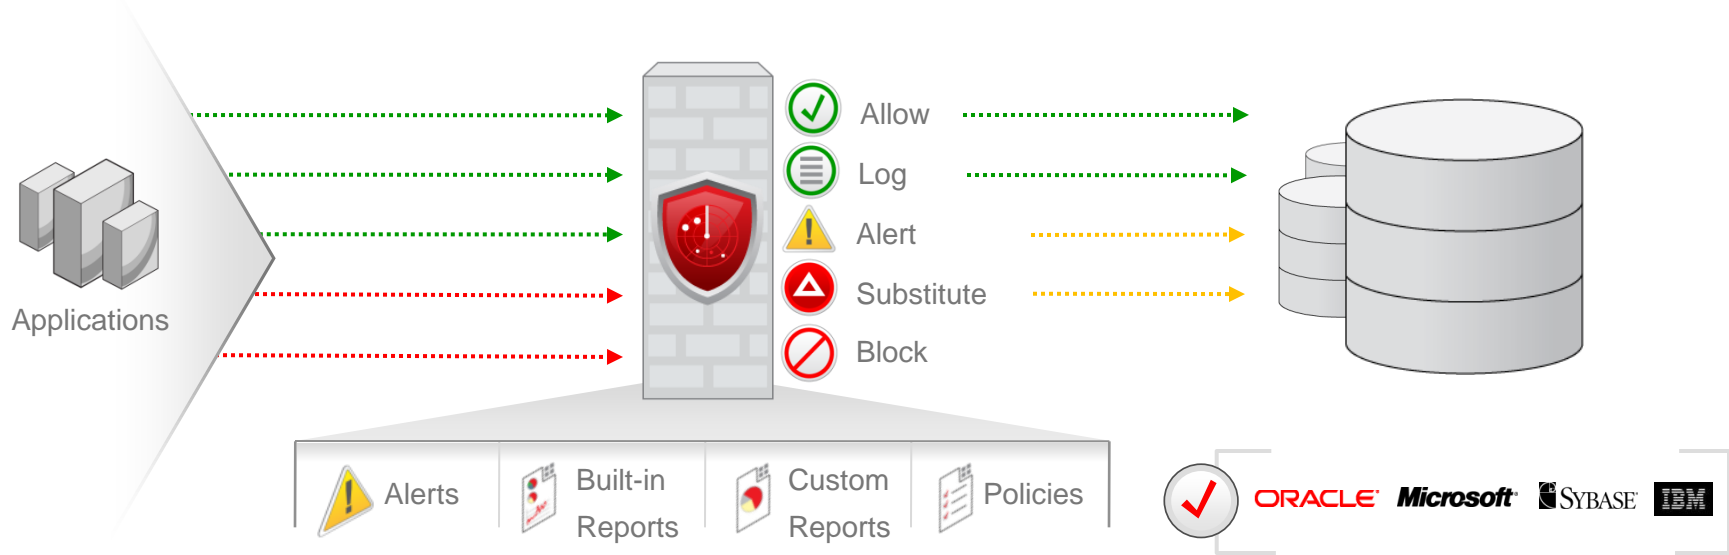 Allow
Log
Alert
Substitute
Block
Applications
Alerts
Built-in
Reports
Custom
Reports
Policies
ORACLE
Microsoft
SYBASE
IBM